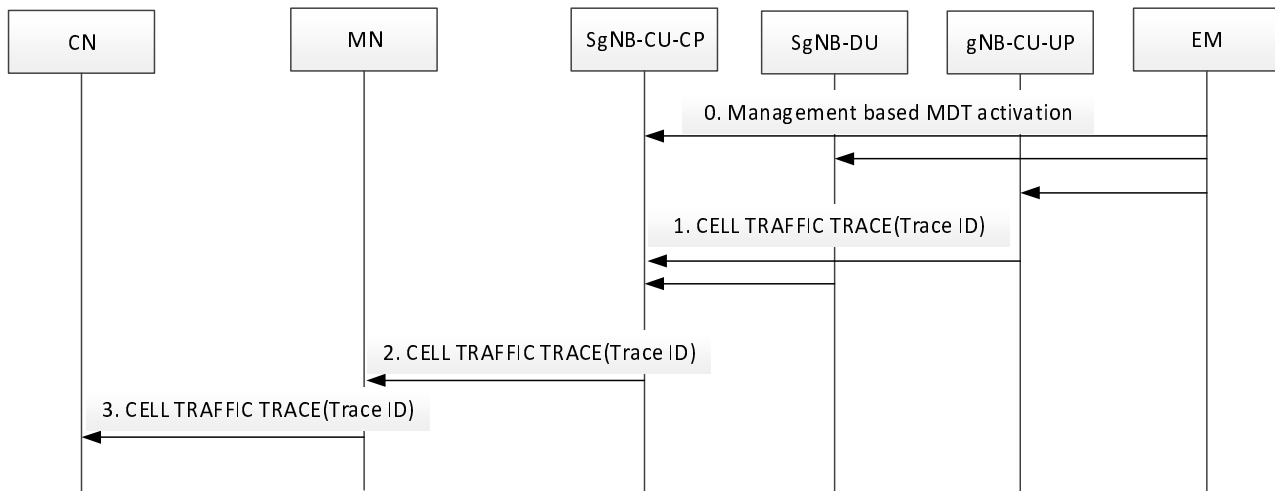 CN
MN
SgNB-CU-CP
SgNB-DU
gNB-CU-UP
EM
0. Management based MDT activation
1. CELL TRAFFIC TRACE(Trace ID)
2. CELL TRAFFIC TRACE(Trace ID)
3. CELL TRAFFIC TRACE(Trace ID)